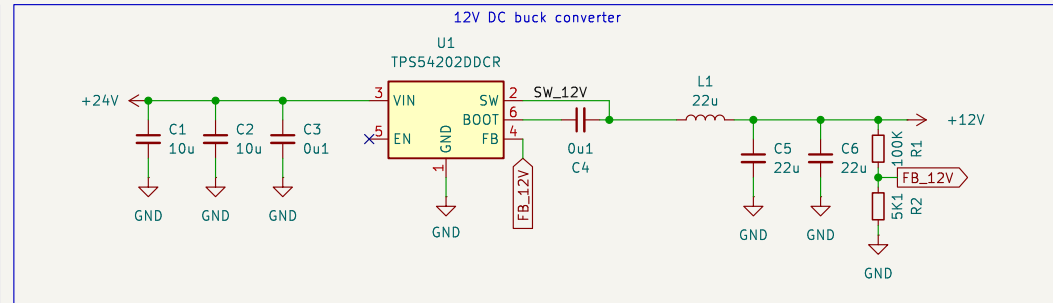 12V DC buck converter
U1
TPS54202DDCR
+24V
C1
10u
GND
C2
10u
GND
C3
0u1
GND
3
VIN
5
EN
GND
1
GND
SW
2
BOOT
6
FB
4
SW_12V
FB_12V
0u1
C4
L1
22u
C5
22u
GND
C6
22u
GND
+12V
100K
R1
FB_12V
5K1
R2
GND